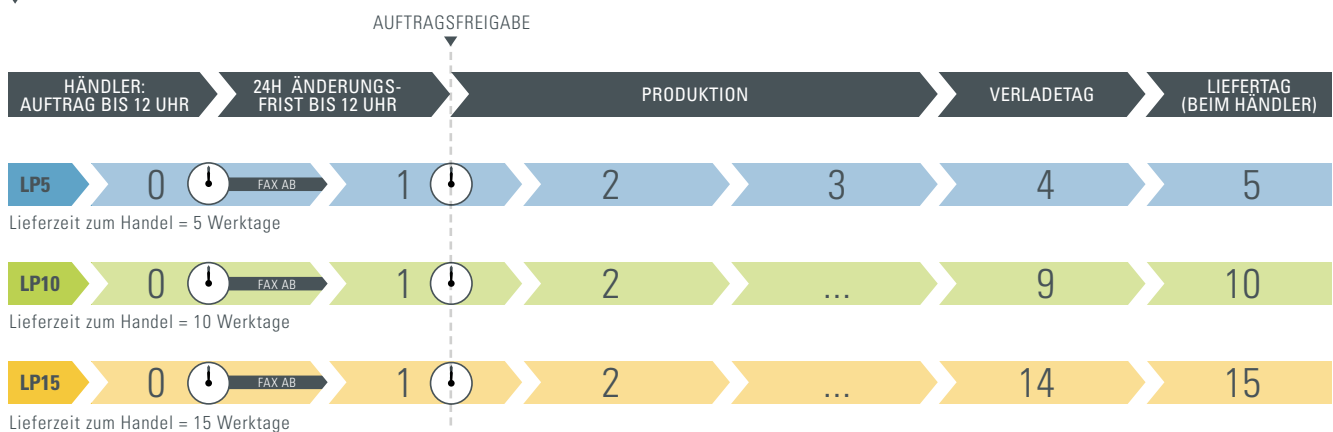 AUFTRAGSFREIGABE
HÄNDLER:
AUFTRAG BIS 12 UHR
24H ÄNDERUNGS-
FRIST BIS 12 UHR
PRODUKTION
VERLADETAG
LIEFERTAG
(BEIM HÄNDLER)
LP5 0 FAX AB 1 2 3 4 5
Lieferzeit zum Handel = 5 Werktage
LP10 0 FAX AB 1 2 ... 9 10
Lieferzeit zum Handel = 10 Werktage
LP15 0 FAX AB 1 2 ... 14 15
Lieferzeit zum Handel = 15 Werktage